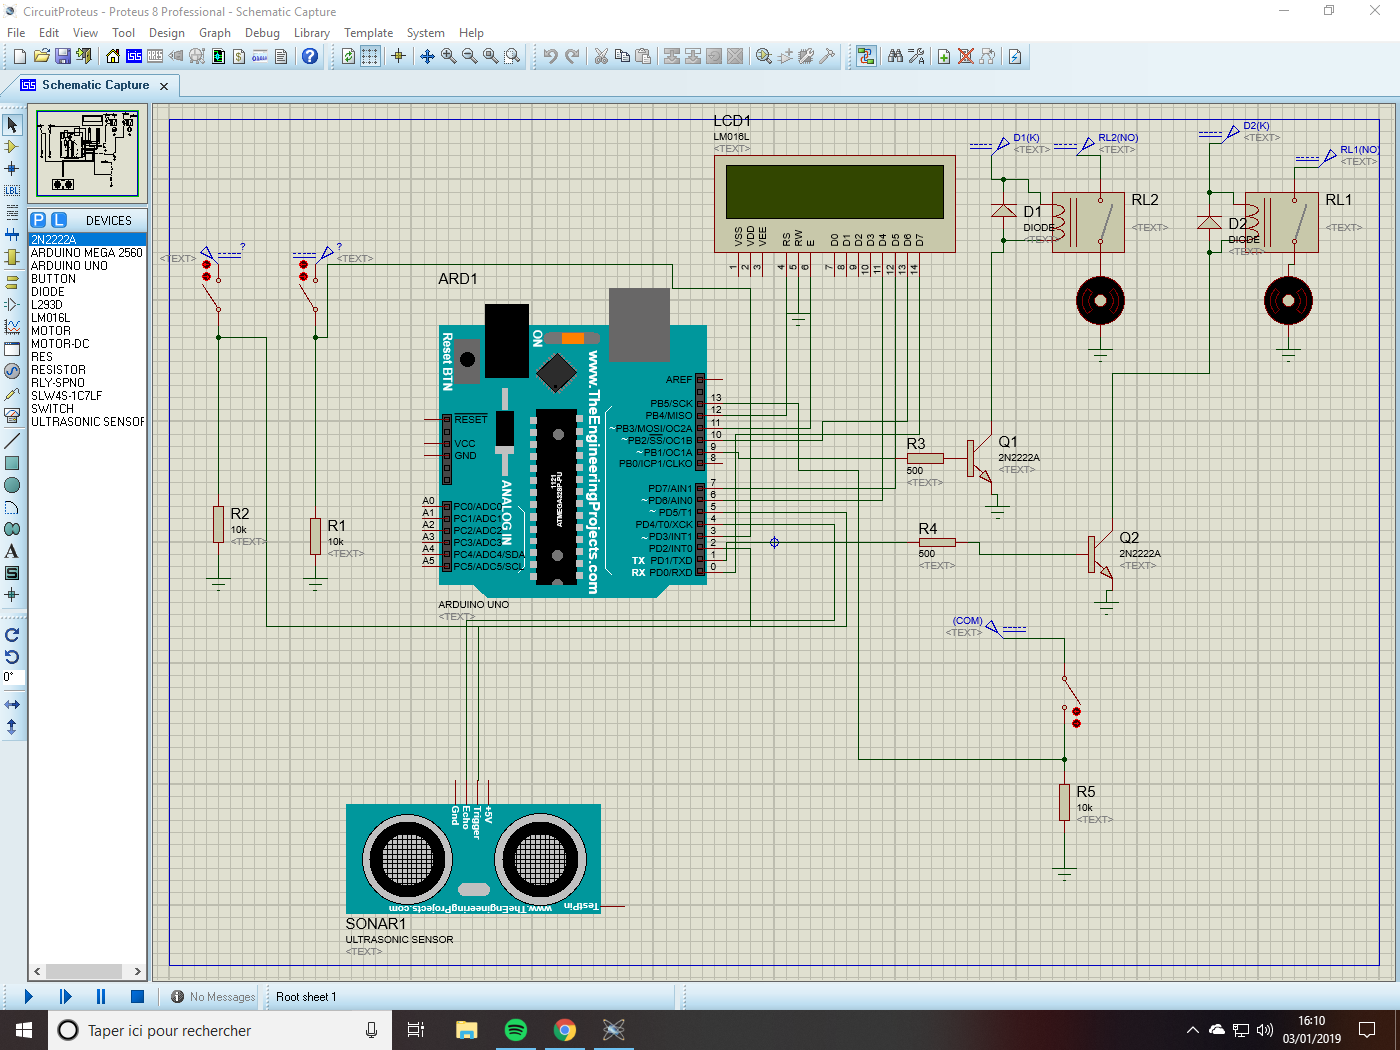 CircuitProteus - Proteus 8 Professional - Schematic Capture
File Edit View Tool Design Graph Debug Library Template System Help
Schematic Capture
P L DEVICES
2N2222A
ARDUINO MEGA 2560
ARDUINO UNO
BUTTON
DIODE
L293D
LM016L
MOTOR
MOTOR-DC
RES
RESISTOR
RLY-SPNO
SLW4S-1C7LF
SWITCH
ULTRASONIC SENSOR
0°
LCD1
LM016L
<TEXT>
VSS VDD VEE RS RW E D0 D1 D2 D3 D4 D5 D6 D7
1 2 3 4 5 6 7 8 9 10 11 12 13 14
D1(K)
<TEXT>
RL2(NO)
<TEXT>
D2(K)
<TEXT>
RL1(NO)
<TEXT>
D1
DIODE
<TEXT>
RL2
<TEXT>
D2
DIODE
<TEXT>
RL1
<TEXT>
?
<TEXT>
?
<TEXT>
R2
10k
<TEXT>
R1
10k
<TEXT>
ARD1
Reset BTN
ON
www.TheEngineeringProjects.com
ANALOG IN
1121
ATMEGA328P-PU
RESET
VCC
GND
A0 PC0/ADC0
A1 PC1/ADC1
A2 PC2/ADC2
A3 PC3/ADC3
A4 PC4/ADC4/SDA
A5 PC5/ADC5/SCL
AREF
PB5/SCK 13
PB4/MISO 12
~PB3/MOSI/OC2A 11
~PB2/SS/OC1B 10
~PB1/OC1A 9
PB0/ICP1/CLKO 8
PD7/AIN1 7
~PD6/AIN0 6
~PD5/T1 5
PD4/T0/XCK 4
~PD3/INT1 3
PD2/INT0 2
TX PD1/TXD 1
RX PD0/RXD 0
ARDUINO UNO
<TEXT>
R3
500
<TEXT>
Q1
2N2222A
<TEXT>
R4
500
<TEXT>
Q2
2N2222A
<TEXT>
(COM)
<TEXT>
R5
10k
<TEXT>
Gnd Echo Trigger +5V
www.TheEngineeringProjects.com
TestPin
SONAR1
ULTRASONIC SENSOR
<TEXT>
No Messages
Root sheet 1
Taper ici pour rechercher
16:10
03/01/2019